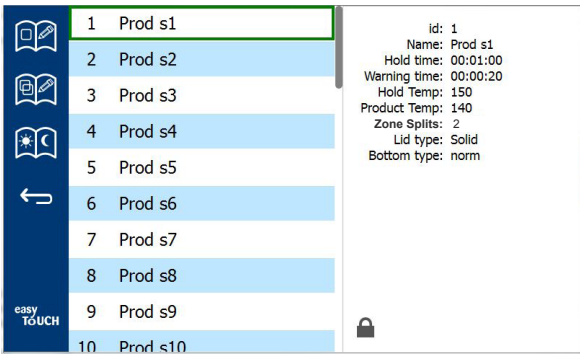 1 Prod s1
2 Prod s2
3 Prod s3
4 Prod s4
5 Prod s5
6 Prod s6
7 Prod s7
8 Prod s8
9 Prod s9
10 Prod s10
easy
TOUCH
id: 1
Name: Prod s1
Hold time: 00:01:00
Warning time: 00:00:20
Hold Temp: 150
Product Temp: 140
Zone Splits: 2
Lid type: Solid
Bottom type: norm